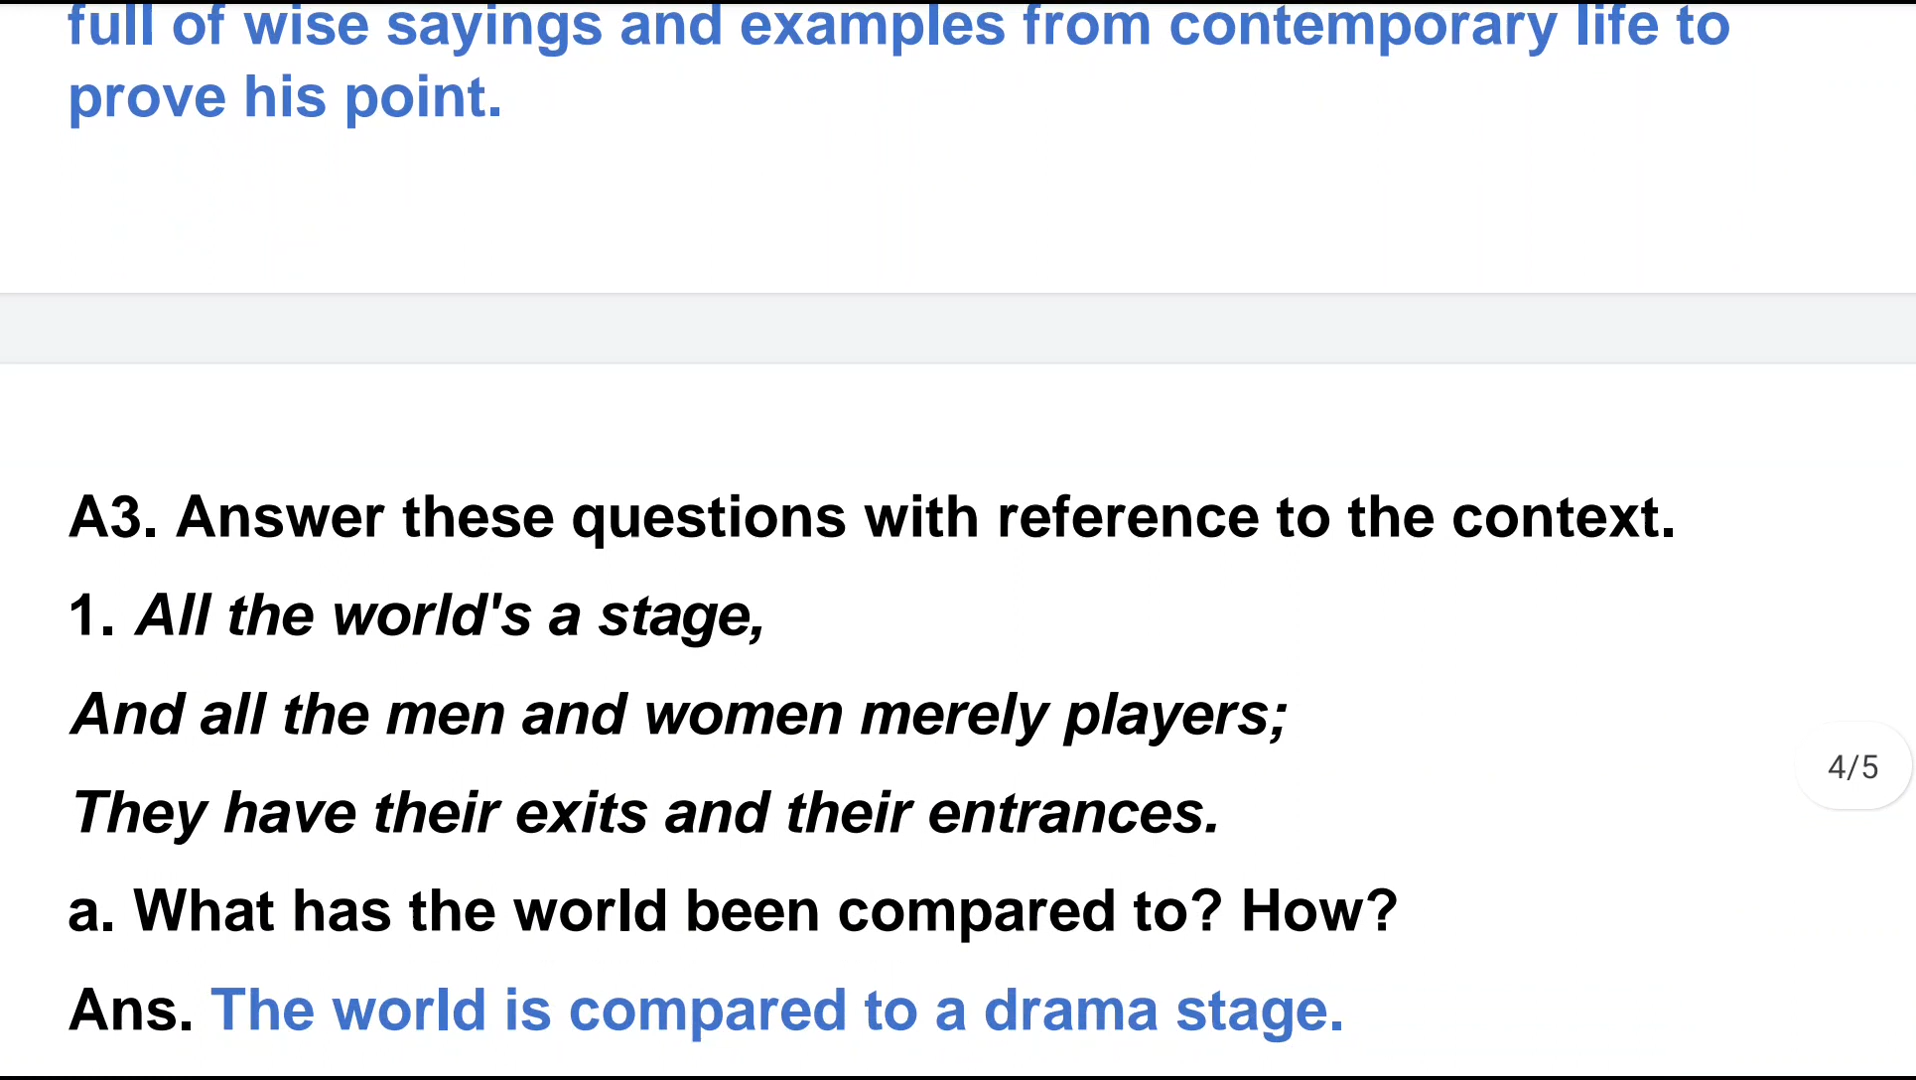 full of wise sayings and examples from contemporary life to
prove his point.
A3. Answer these questions with reference to the context.
1. All the world's a stage,
And all the men and women merely players;
They have their exits and their entrances.
4/5
a. What has the world been compared to? How?
Ans. The world is compared to a drama stage.